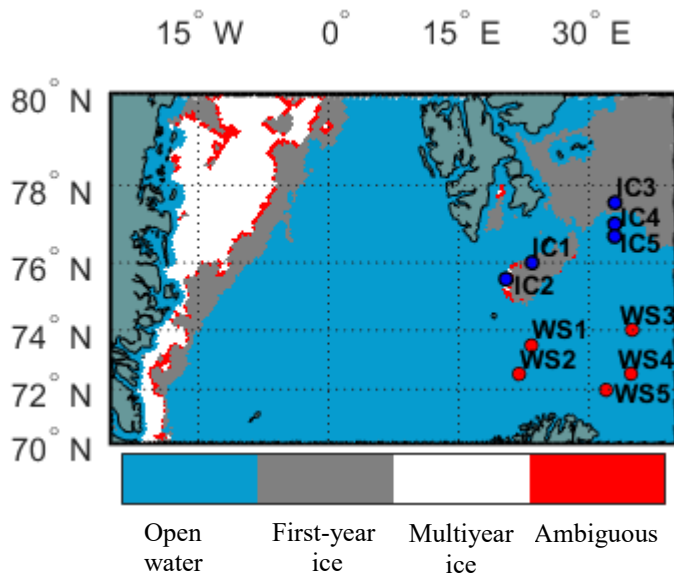 15° W 0° 15° E 30° E
80° N
78° N
76° N
74° N
72° N
70° N
IC3
IC4
IC5
IC1
IC2
WS3
WS1
WS2
WS4
WS5
Open First-year Multiyear Ambiguous
water ice ice